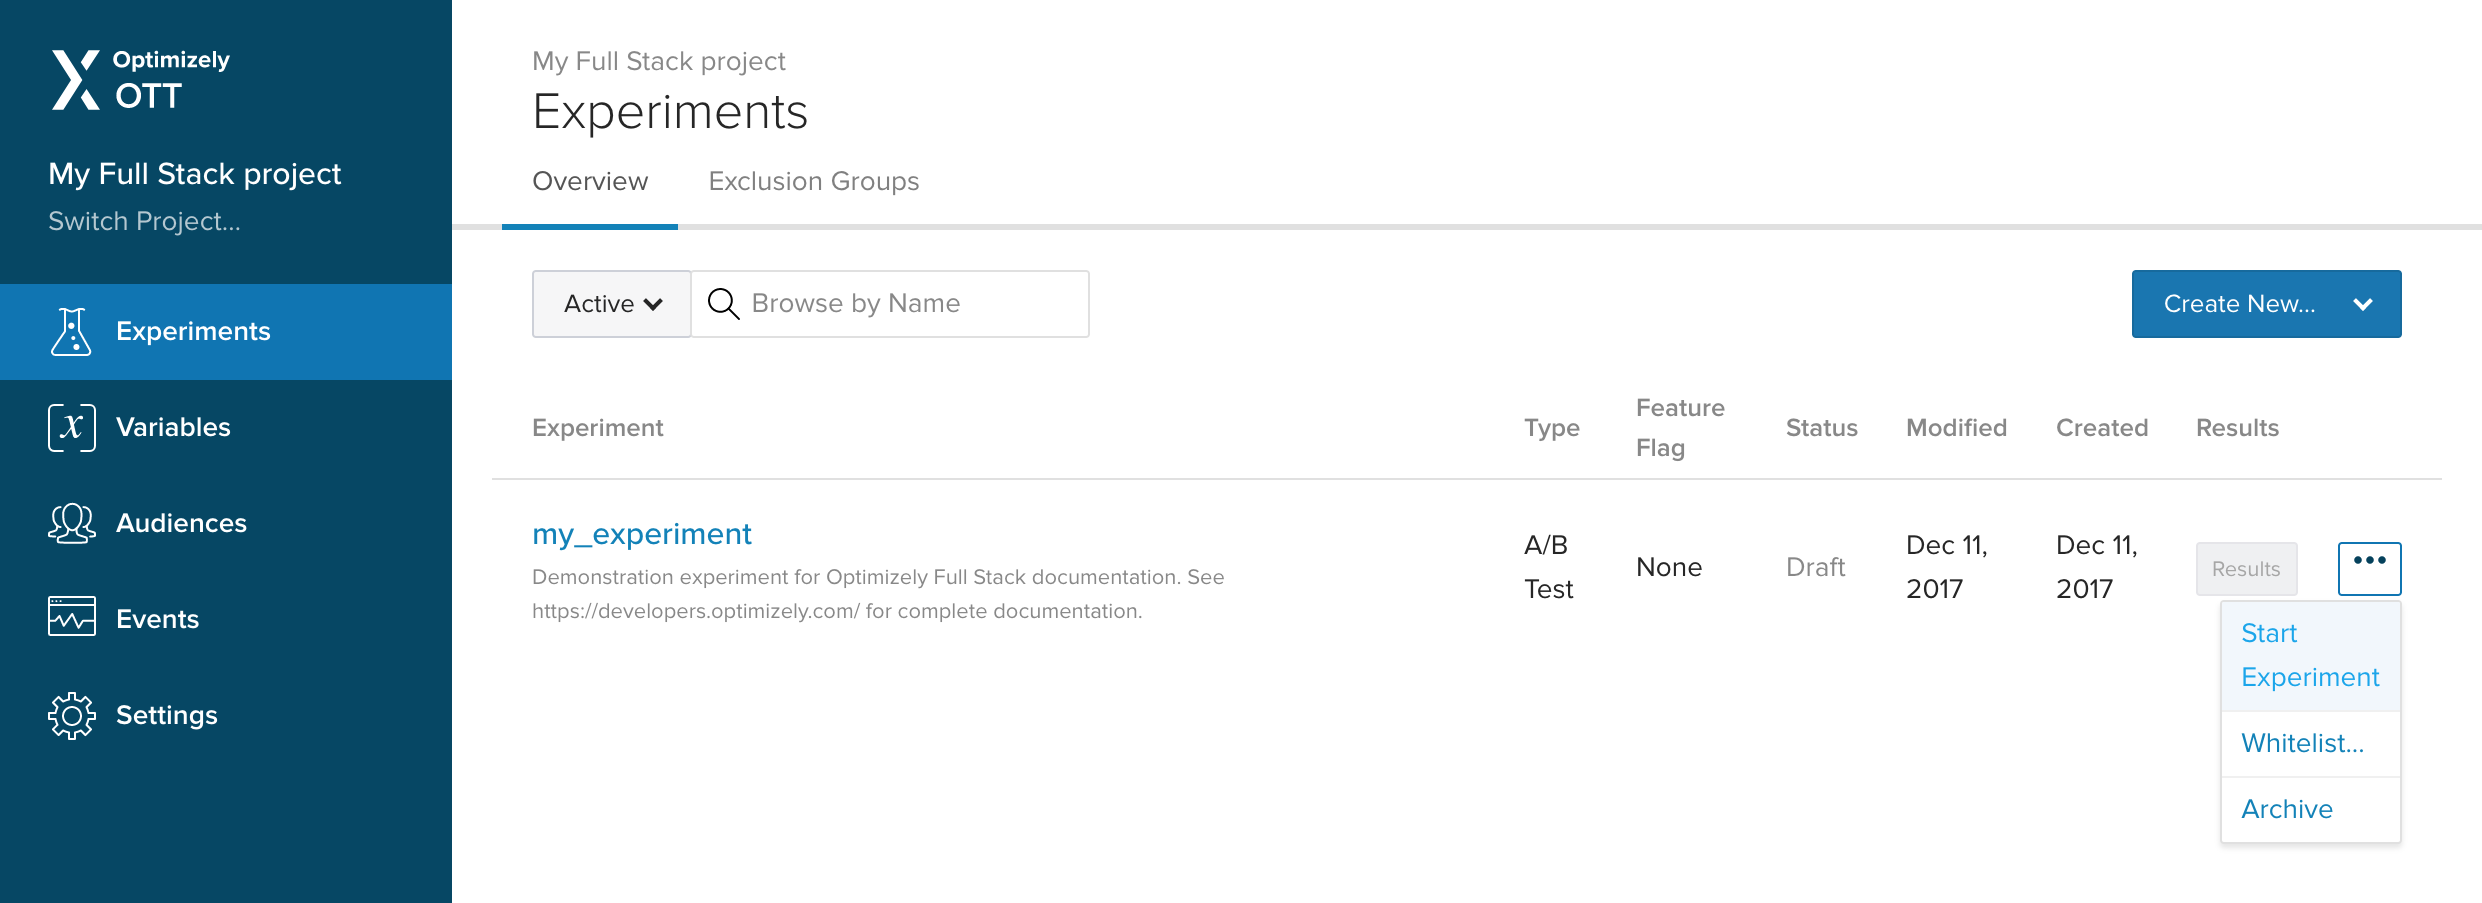 Optimizely
OTT
My Full Stack project
Switch Project...
Experiments
Variables
Audiences
Events
Settings
My Full Stack project
Experiments
Overview
Exclusion Groups
Active
Browse by Name
Create New...
Experiment
Type
Feature
Flag
Status
Modified
Created
Results
my_experiment
Demonstration experiment for Optimizely Full Stack documentation. See
https://developers.optimizely.com/ for complete documentation.
A/B
Test
None
Draft
Dec 11,
2017
Dec 11,
2017
Results
Start
Experiment
Whitelist...
Archive